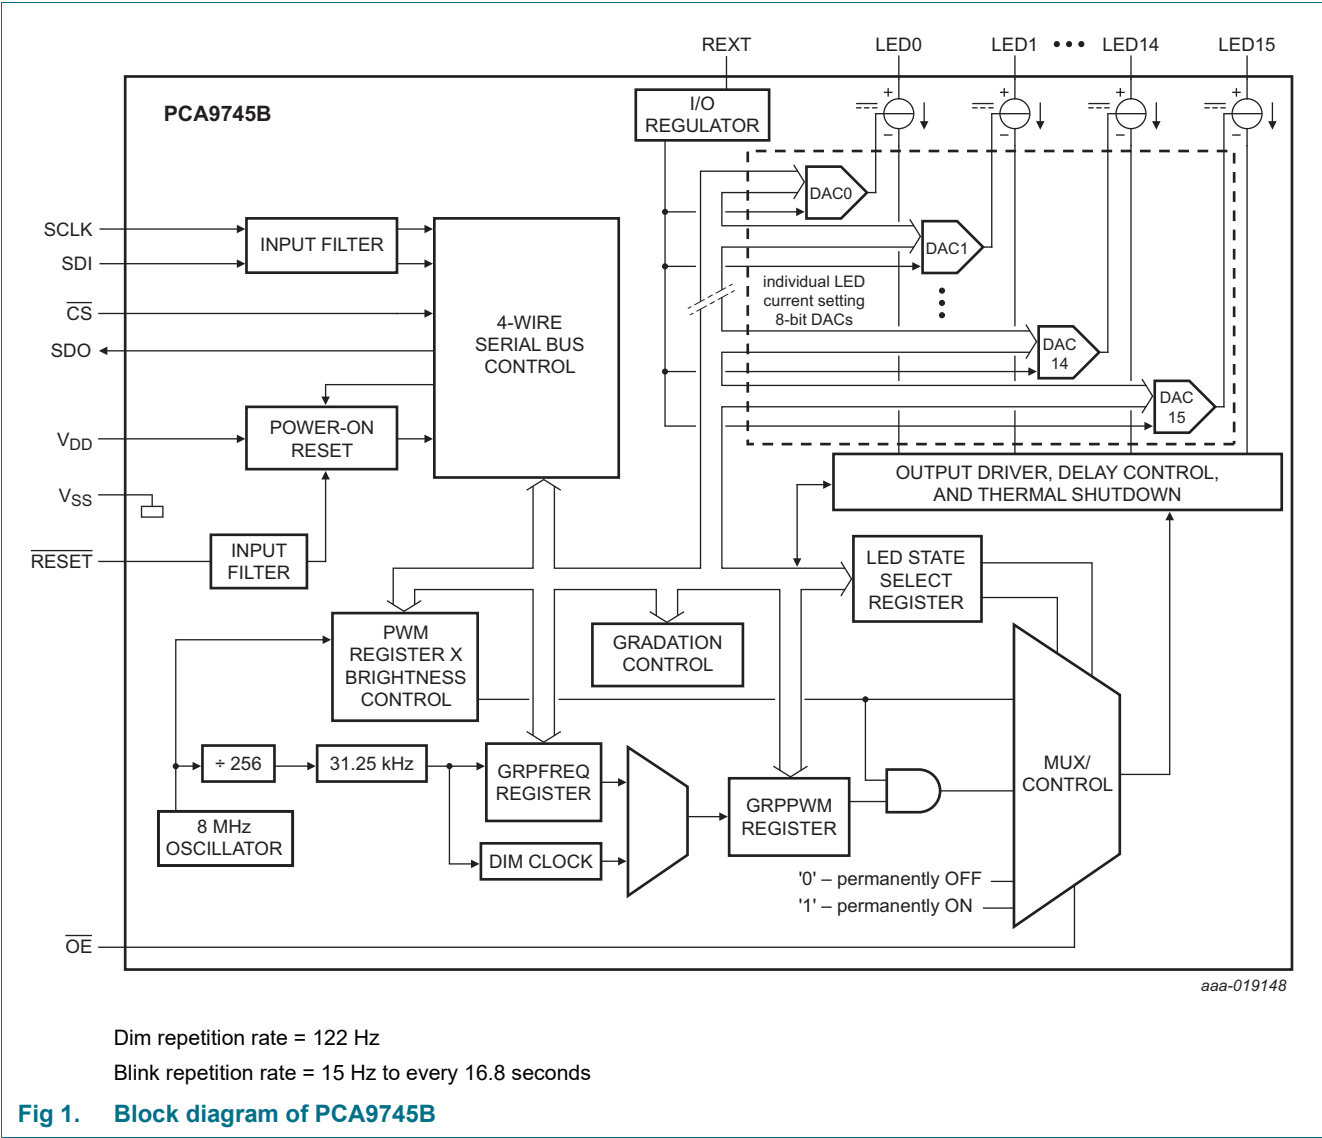 REXT
LED0
LED1
LED14
LED15
PCA9745B
I/O
REGULATOR
+
+
+
+
−
−
−
−
DAC0
DAC1
individual LED
current setting
8-bit DACs
DAC
14
DAC
15
SCLK
SDI
INPUT FILTER
CS
SDO
4-WIRE
SERIAL BUS
CONTROL
VDD
POWER-ON
RESET
VSS
RESET
INPUT
FILTER
OUTPUT DRIVER, DELAY CONTROL,
AND THERMAL SHUTDOWN
LED STATE
SELECT
REGISTER
PWM
REGISTER X
BRIGHTNESS
CONTROL
GRADATION
CONTROL
÷ 256
31.25 kHz
GRPFREQ
REGISTER
MUX/
CONTROL
8 MHz
OSCILLATOR
DIM CLOCK
GRPPWM
REGISTER
'0' – permanently OFF
'1' – permanently ON
OE
aaa-019148
Dim repetition rate = 122 Hz
Blink repetition rate = 15 Hz to every 16.8 seconds
Fig 1. Block diagram of PCA9745B